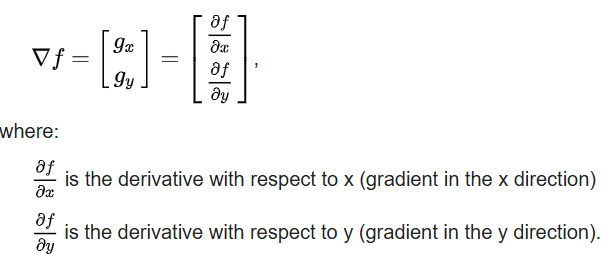 ∇f = [ g_x g_y ] = [ ∂f/∂x ∂f/∂y ],
where:
∂f/∂x is the derivative with respect to x (gradient in the x direction)
∂f/∂y is the derivative with respect to y (gradient in the y direction).